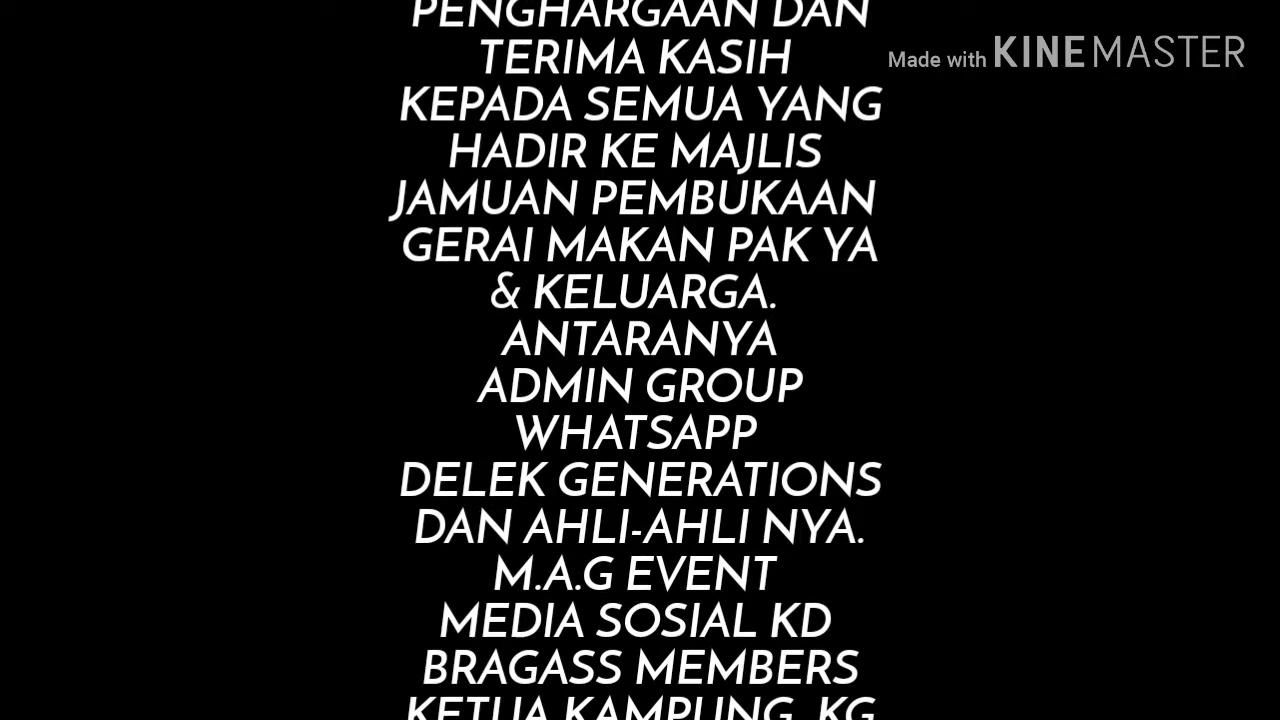 PENGHARGAAN DAN
TERIMA KASIH
KEPADA SEMUA YANG
HADIR KE MAJLIS
JAMUAN PEMBUKAAN
GERAI MAKAN PAK YA
& KELUARGA.
ANTARANYA
ADMIN GROUP
WHATSAPP
DELEK GENERATIONS
DAN AHLI-AHLI NYA.
M.A.G EVENT
MEDIA SOSIAL KD
BRAGASS MEMBERS
KETUA KAMPUNG KG
Made with KINEMASTER